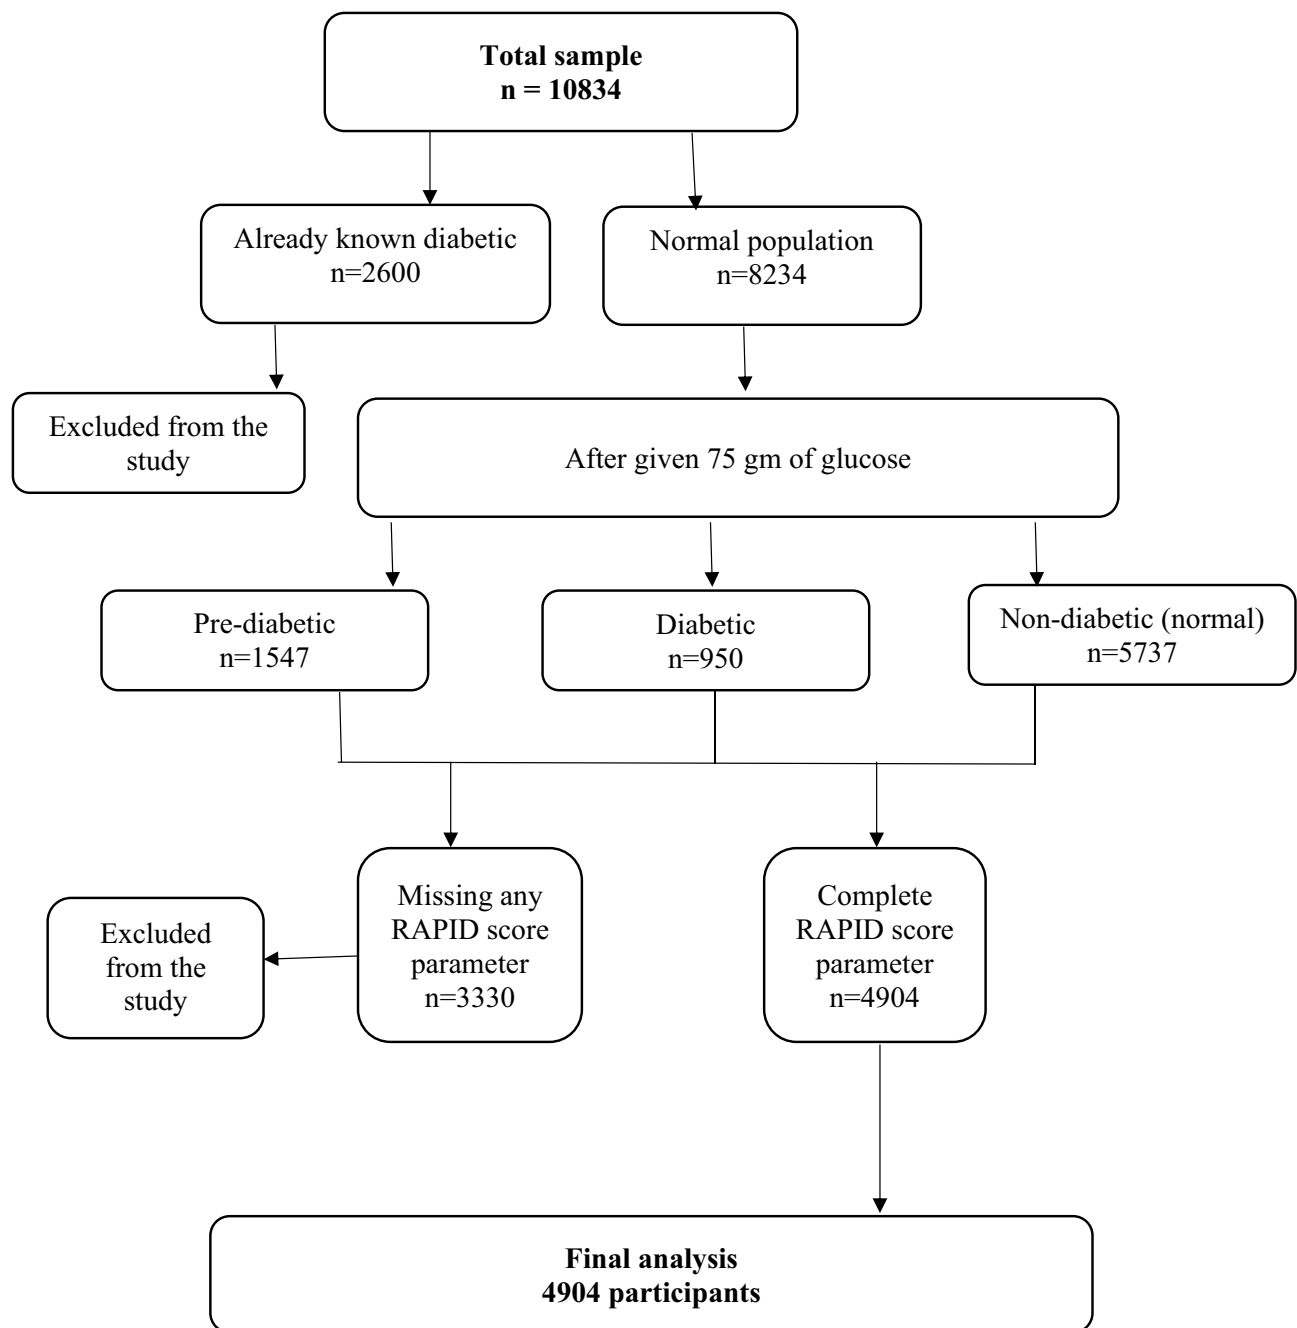 Total sample
n = 10834
Already known diabetic
n=2600
Normal population
n=8234
Excluded from the
study
After given 75 gm of glucose
Pre-diabetic
n=1547
Diabetic
n=950
Non-diabetic (normal)
n=5737
Excluded
from the
study
Missing any
RAPID score
parameter
n=3330
Complete
RAPID score
parameter
n=4904
Final analysis
4904 participants